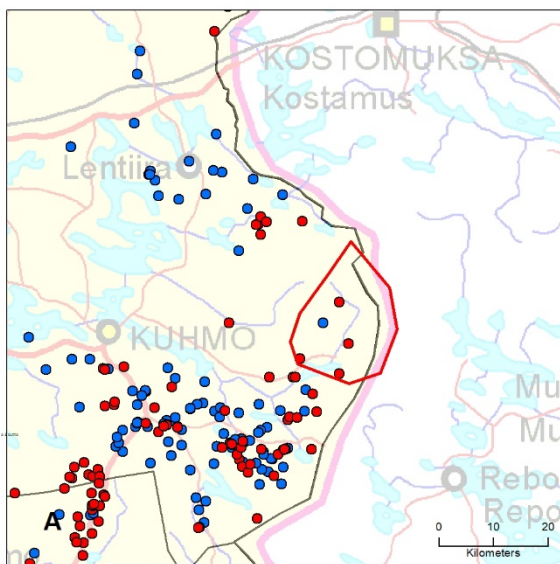 KOSTOMUKSA
Kostamus
Lentiira
KUHMO
Mu
Mu
Rebo
Repo
A
0 10 20
Kilometers